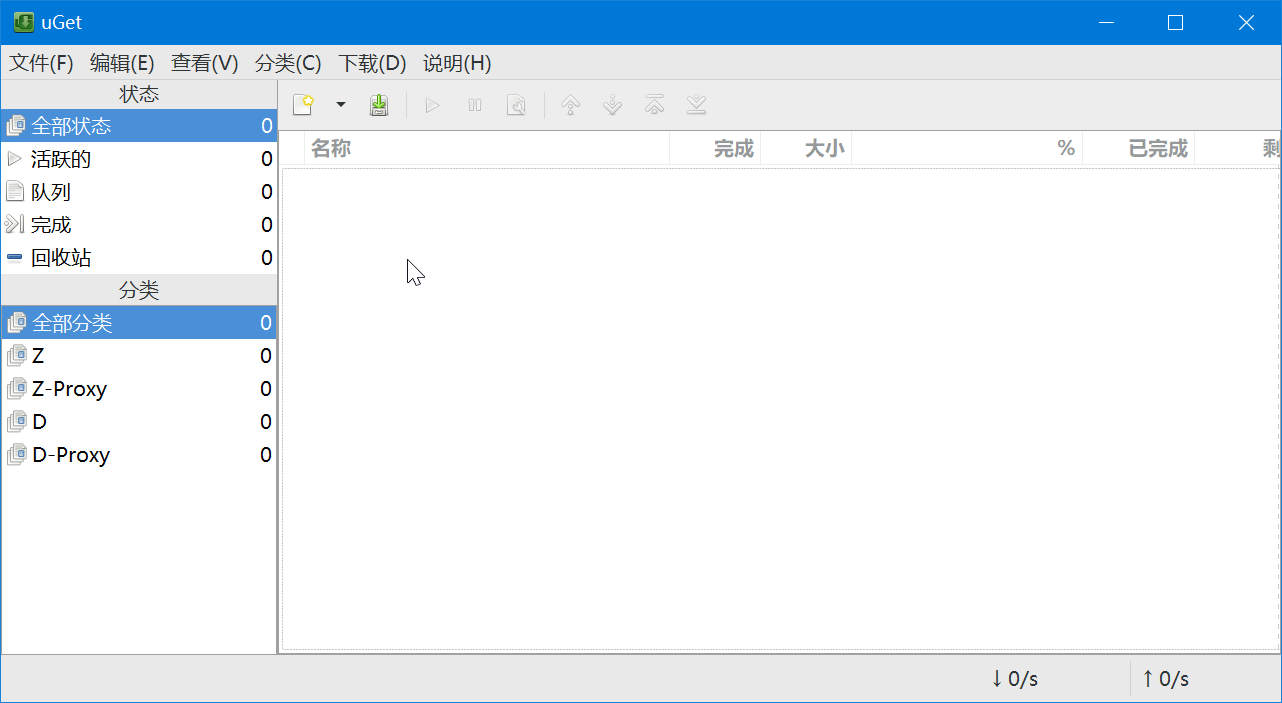 uGet
文件(F) 编辑(E) 查看(V) 分类(C) 下载(D) 说明(H)
状态
全部状态 0
活跃的 0
队列 0
完成 0
回收站 0
分类
全部分类 0
Z 0
Z-Proxy 0
D 0
D-Proxy 0
名称 完成 大小 % 已完成 剩
↓ 0/s ↑ 0/s